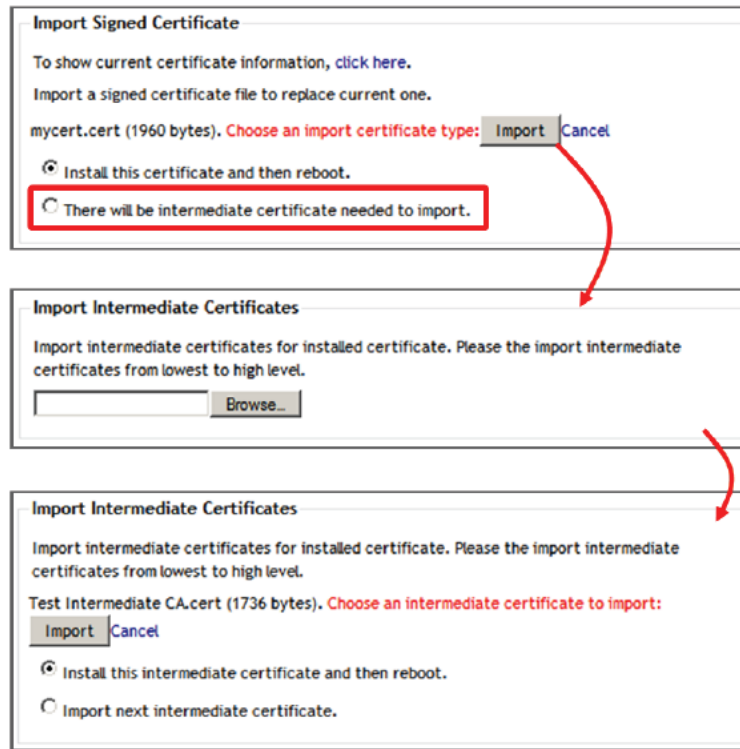 Import Signed Certificate
To show current certificate information, click here.
Import a signed certificate file to replace current one.
mycert.cert (1960 bytes). Choose an import certificate type: Import Cancel
Install this certificate and then reboot.
There will be intermediate certificate needed to import.
Import Intermediate Certificates
Import intermediate certificates for installed certificate. Please the import intermediate
certificates from lowest to high level.
Browse...
Import Intermediate Certificates
Import intermediate certificates for installed certificate. Please the import intermediate
certificates from lowest to high level.
Test Intermediate CA.cert (1736 bytes). Choose an intermediate certificate to import:
Import Cancel
Install this intermediate certificate and then reboot.
Import next intermediate certificate.